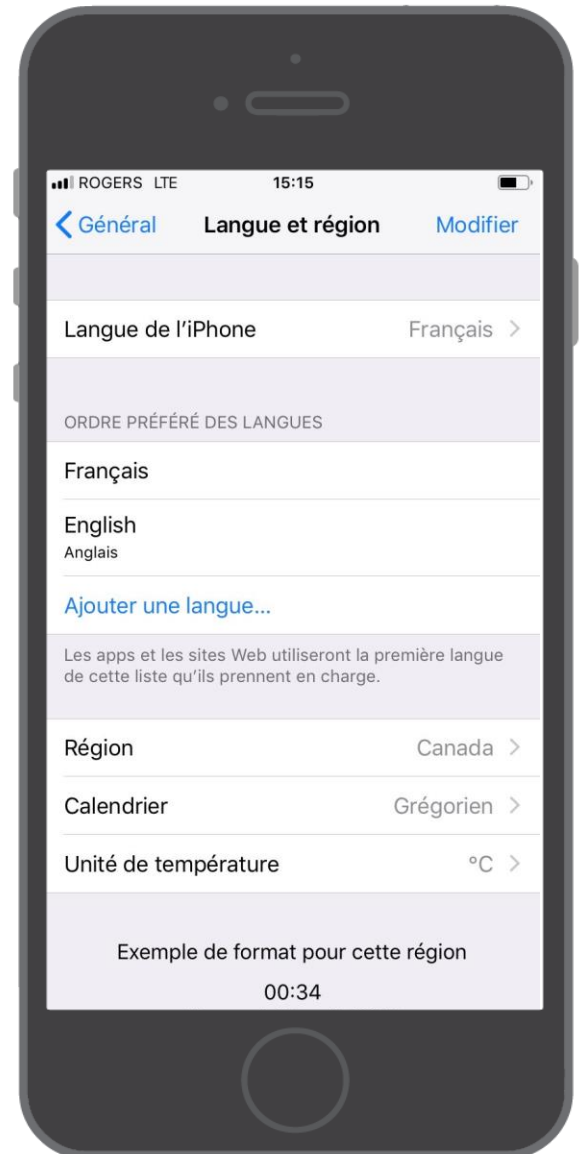 ROGERS LTE 15:15
Général Langue et région Modifier
Langue de l'iPhone Français
ORDRE PRÉFÉRÉ DES LANGUES
Français
English
Anglais
Ajouter une langue...
Les apps et les sites Web utiliseront la première langue
de cette liste qu'ils prennent en charge.
Région Canada
Calendrier Grégorien
Unité de température °C
Exemple de format pour cette région
00:34